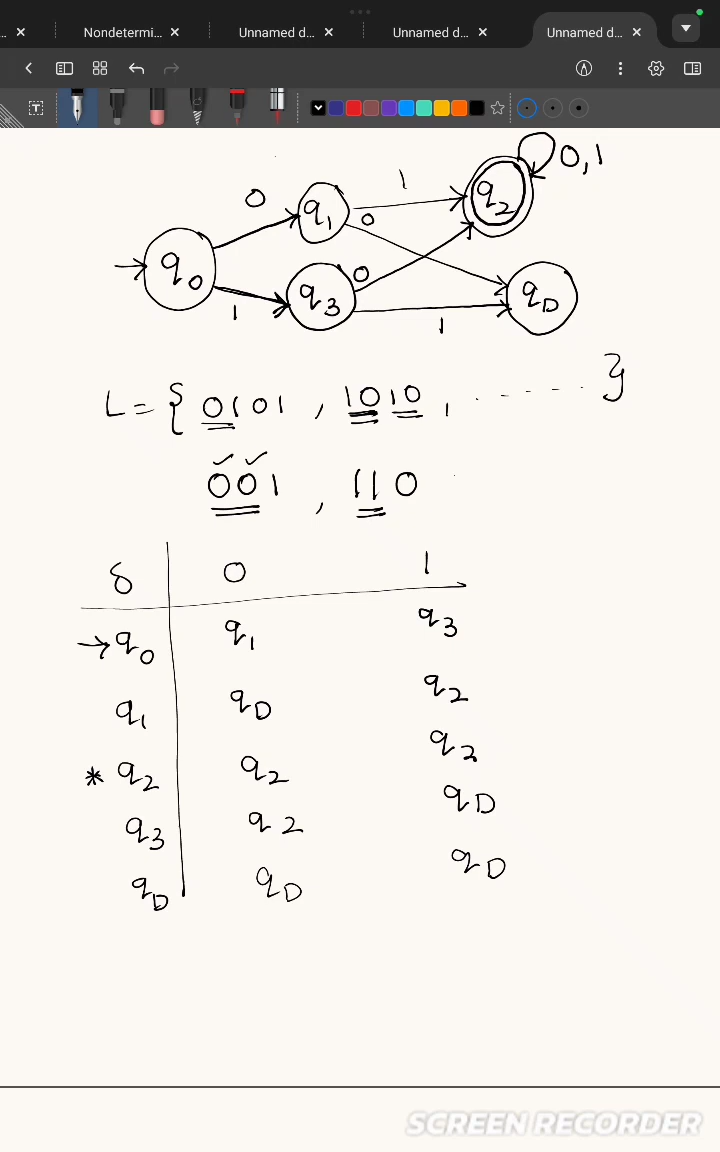 ... Nondetermi... Unnamed d... Unnamed d... Unnamed d...
T
0 1 0,1
q0 q1 q2
0
1 q3 0 qD
1
L = { 0101 , 1010 , ...... }
001 , 110
δ 0 1
→q0 q1 q3
q1 qD q2
* q2 q2 q2
q3 q2 qD
qD qD qD
SCREEN RECORDER